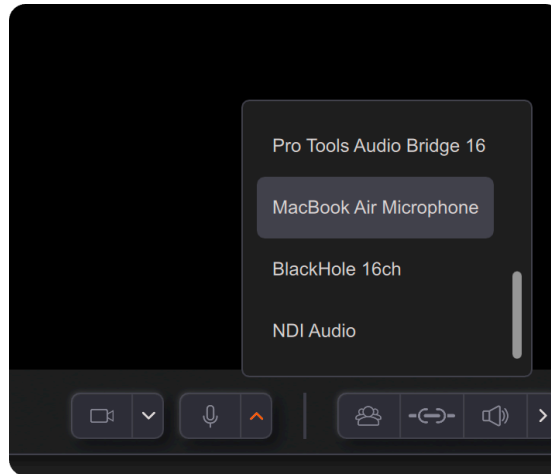 Pro Tools Audio Bridge 16
MacBook Air Microphone
BlackHole 16ch
NDI Audio